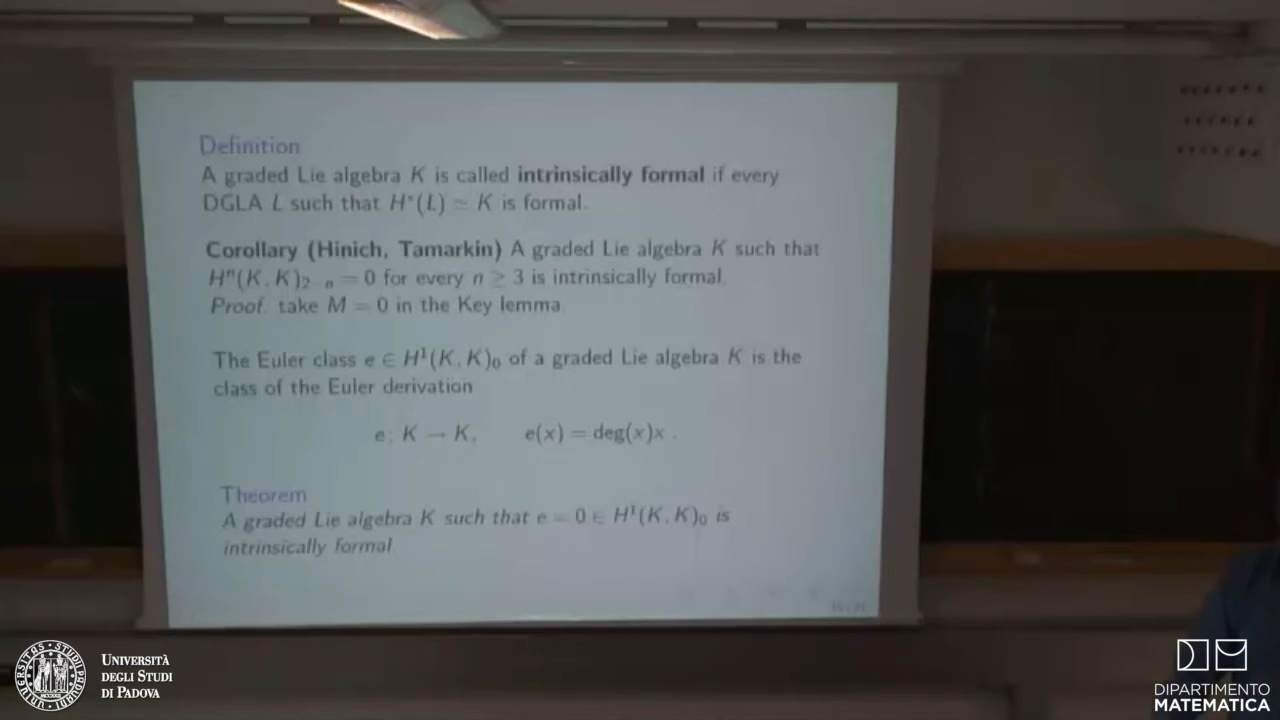 Definition
A graded Lie algebra K is called intrinsically formal if every
DGLA L such that H*(L) ≃ K is formal.
Corollary (Hinich, Tamarkin) A graded Lie algebra K such that
Hⁿ(K, K)₂₋ₙ = 0 for every n ≥ 3 is intrinsically formal.
Proof. take M = 0 in the Key lemma.
The Euler class e ∈ H¹(K, K)₀ of a graded Lie algebra K is the
class of the Euler derivation
e: K → K, e(x) = deg(x)x .
Theorem
A graded Lie algebra K such that e = 0 ∈ H¹(K, K)₀ is
intrinsically formal.
UNIVERSITÀ
DEGLI STUDI
DI PADOVA
DIPARTIMENTO
MATEMATICA